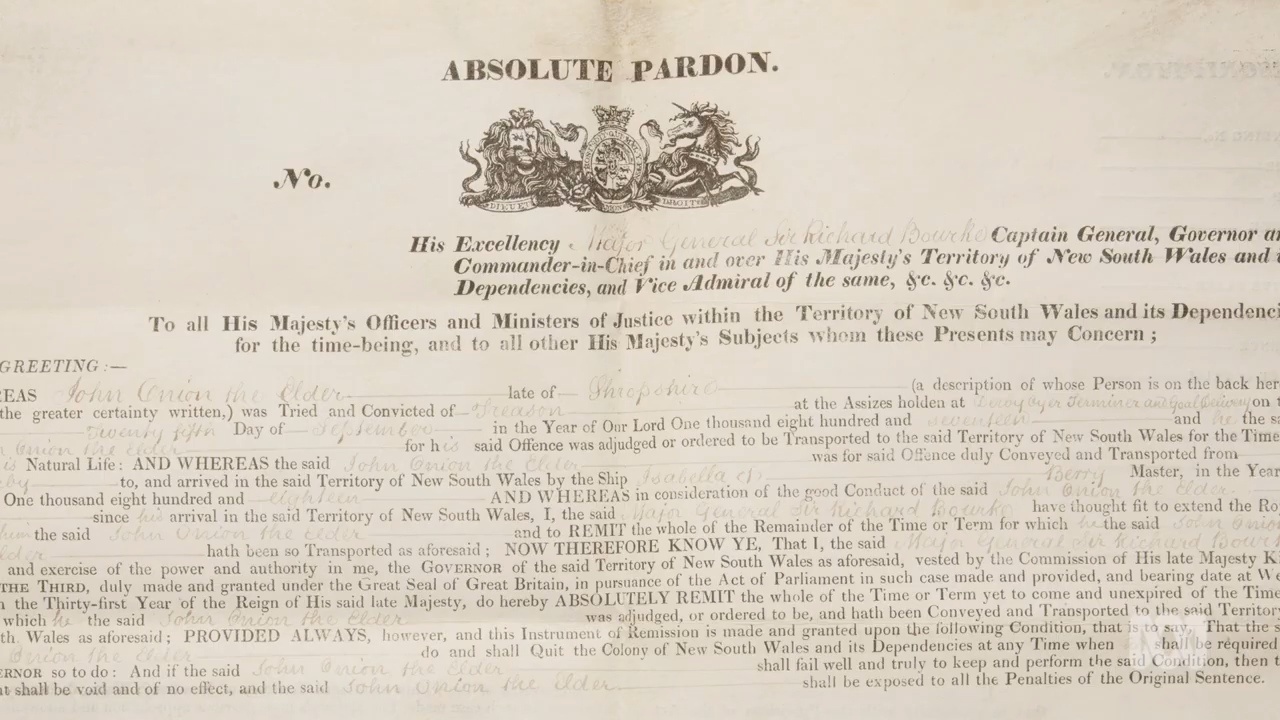 ABSOLUTE PARDON.
No.
DIEU ET MON DROIT
His Excellency Major General Sir Richard Bourke Captain General, Governor
Commander-in-Chief in and over His Majesty's Territory of New South Wales and
Dependencies, and Vice Admiral of the same, &c. &c. &c.
To all His Majesty's Officers and Ministers of Justice within the Territory of New South Wales and its Dependenci
for the time-being, and to all other His Majesty's Subjects whom these Presents may Concern;
GREETING:—
EAS John Onion the Elder late of Shropshire (a description of whose Person is on the back here
the greater certainty written,) was Tried and Convicted of Treason at the Assizes holden at Derby Oyer Terminer and Goal Delivery on t
Twenty fifth Day of September in the Year of Our Lord One thousand eight hundred and seventeen and he the sa
Onion the Elder for his said Offence was adjudged or ordered to be Transported to the said Territory of New South Wales for the Time
is Natural Life: AND WHEREAS the said John Onion the Elder was for said Offence duly Conveyed and Transported from
by to, and arrived in the said Territory of New South Wales by the Ship Isabella Berry Master, in the Year
One thousand eight hundred and eighteen AND WHEREAS in consideration of the good Conduct of the said John Onion the Elder.
since his arrival in the said Territory of New South Wales, I, the said Major General Sir Richard Bourke have thought fit to extend the Ro
him the said John Onion the Elder and to REMIT the whole of the Remainder of the Time or Term for which he the said John Onion
lder hath been so Transported as aforesaid; NOW THEREFORE KNOW YE, That I, the said Major General Sir Richard Bourk
and exercise of the power and authority in me, the GOVERNOR of the said Territory of New South Wales as aforesaid, vested by the Commission of His late Majesty K
THE THIRD, duly made and granted under the Great Seal of Great Britain, in pursuance of the Act of Parliament in such case made and provided, and bearing date at
the Thirty-first Year of the Reign of His said late Majesty, do hereby ABSOLUTELY REMIT the whole of the Time or Term yet to come and unexpired of the Time
which he the said John Onion the Elder was adjudged, or ordered to be, and hath been Conveyed and Transported to the said Territor
th Wales as aforesaid; PROVIDED ALWAYS, however, and this Instrument of Remission is made and granted upon the following Condition, that is to say, That the s
Onion the Elder do and shall Quit the Colony of New South Wales and its Dependencies at any Time when shall be required
ERNOR so to do: And if the said John Onion the Elder shall fail well and truly to keep and perform the said Condition, then t
t shall be void and of no effect, and the said John Onion the Elder shall be exposed to all the Penalties of the Original Sentence.